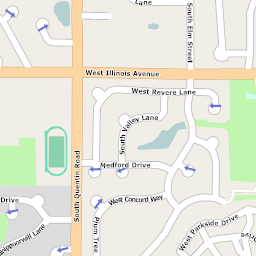 Lane
South Elm Street
West Illinois Avenue
West Revere Lane
South Valley Lane
Medford Drive
South Quentin Road
West Concord Way
Drive
Plum Tree
West Parkside Drive